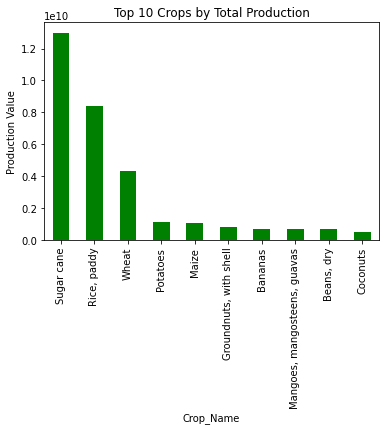 Top 10 Crops by Total Production
1e10
Production Value
1.2
1.0
0.8
0.6
0.4
0.2
0.0
Sugar cane
Rice, paddy
Wheat
Potatoes
Maize
Groundnuts, with shell
Bananas
Mangoes, mangosteens, guavas
Beans, dry
Coconuts
Crop_Name